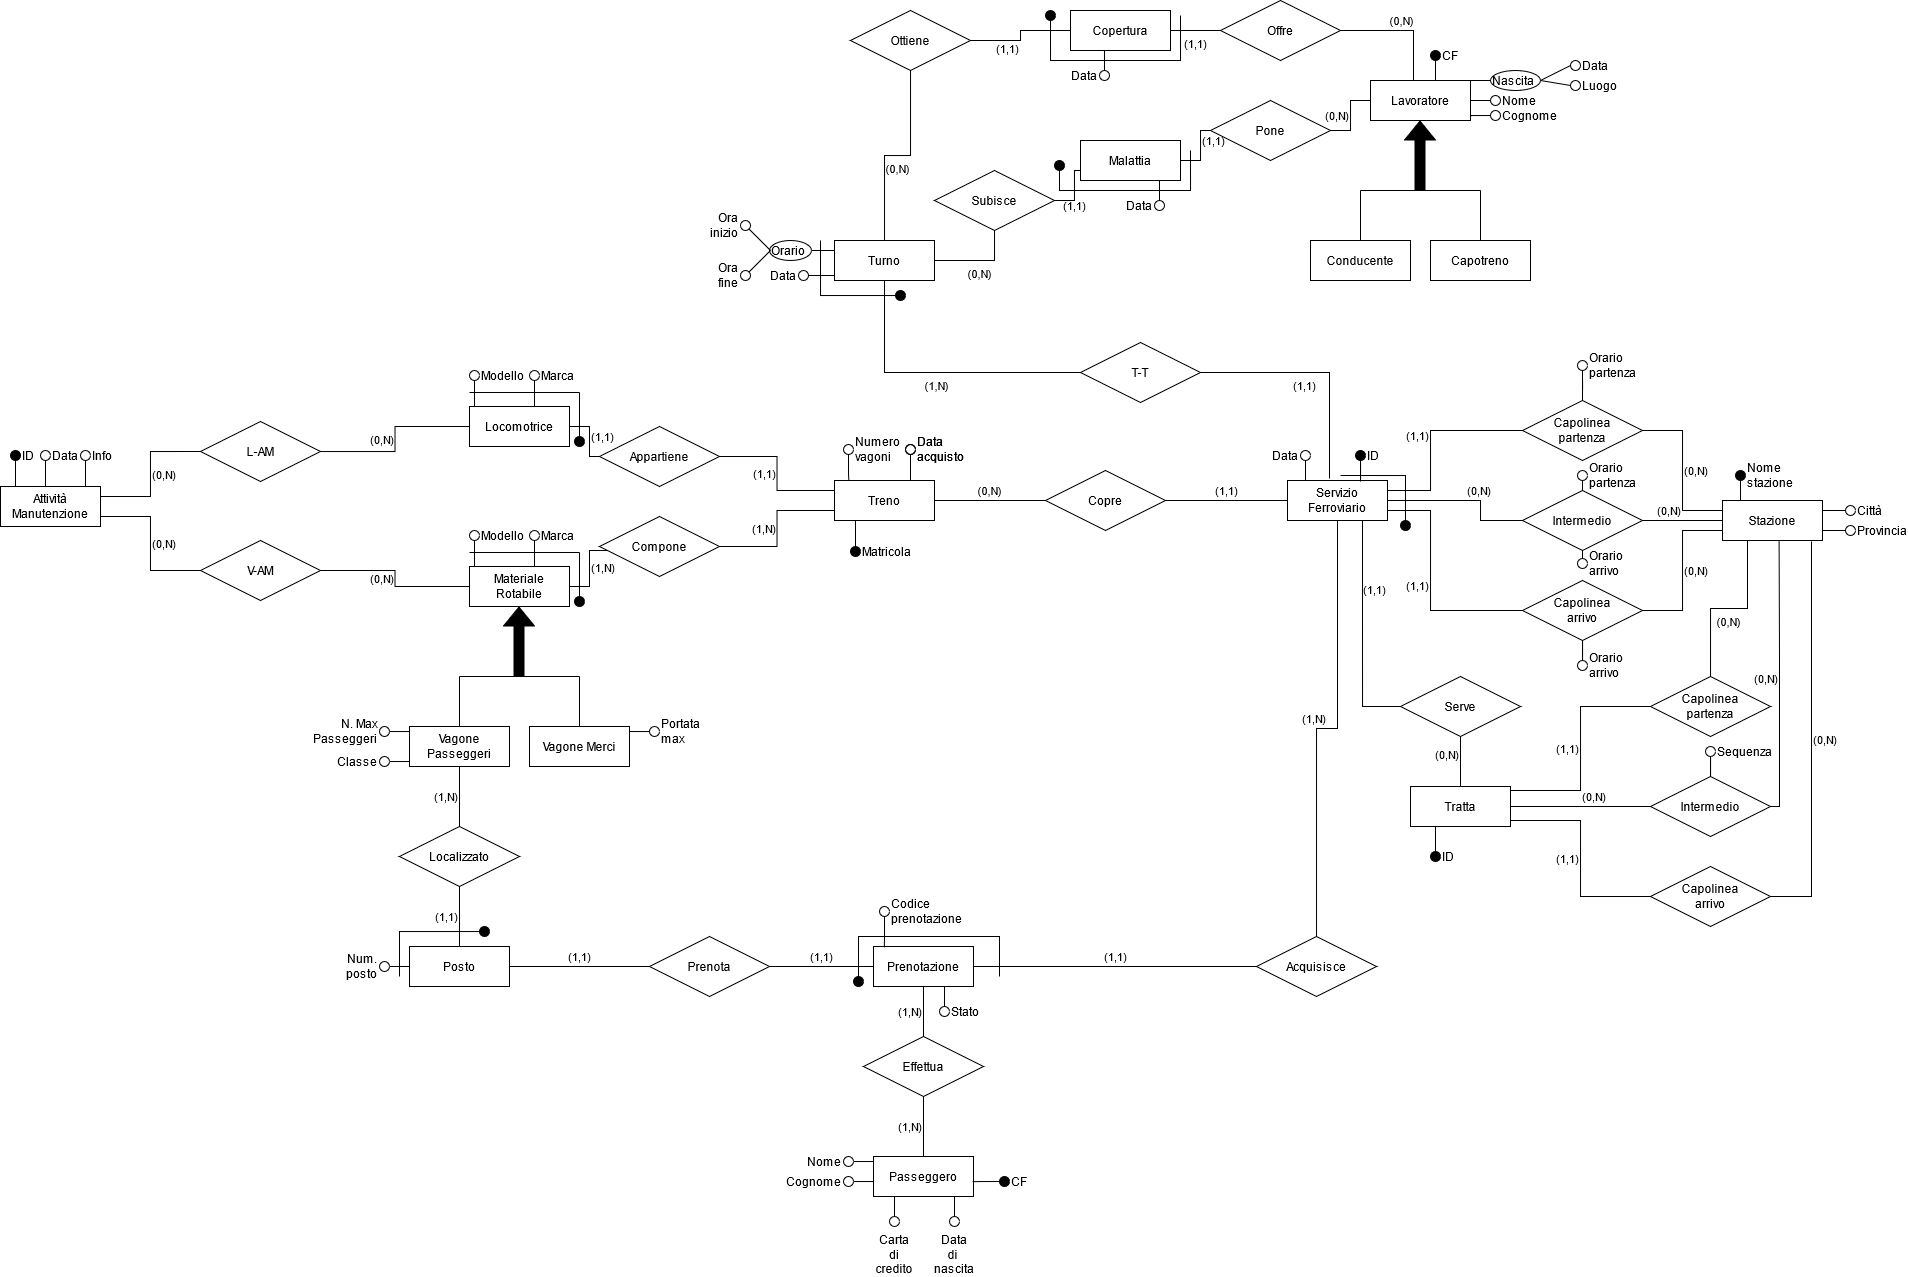 Ottiene
(1,1)
Copertura
Data
(1,1)
Offre
(0,N)
CF
Lavoratore
Nascita
Data
Luogo
Nome
Cognome
(0,N)
Malattia
Data
(1,1)
Pone
(0,N)
Subisce
(1,1)
Conducente
Capotreno
Ora
inizio
Orario
Ora
fine
Data
Turno
(0,N)
(1,N)
T-T
(1,1)
Modello
Marca
Locomotrice
(1,1)
Appartiene
(1,1)
L-AM
(0,N)
(0,N)
ID
Data
Info
Attività
Manutenzione
(0,N)
V-AM
(0,N)
Modello
Marca
Materiale
Rotabile
(1,N)
Compone
(1,N)
Numero
vagoni
Data
acquisto
Treno
Matricola
(0,N)
Copre
(1,1)
Data
ID
Servizio
Ferroviario
Orario
partenza
Capolinea
partenza
(1,1)
(0,N)
Orario
partenza
(0,N)
Intermedio
(0,N)
Orario
arrivo
(1,1)
Capolinea
arrivo
(0,N)
Orario
arrivo
Nome
stazione
Stazione
Città
Provincia
(1,1)
Serve
(0,N)
Tratta
ID
(0,N)
Capolinea
partenza
(1,1)
(0,N)
Sequenza
(0,N)
Intermedio
(0,N)
(1,1)
Capolinea
arrivo
N. Max
Passeggeri
Classe
Vagone
Passeggeri
Vagone Merci
Portata
max
(1,N)
Localizzato
(1,1)
Num.
posto
Posto
(1,1)
Prenota
(1,1)
Codice
prenotazione
Prenotazione
Stato
(1,1)
Acquisisce
(1,N)
(1,N)
Effettua
(1,N)
Nome
Cognome
Passeggero
CF
Carta
di
credito
Data
di
nascita